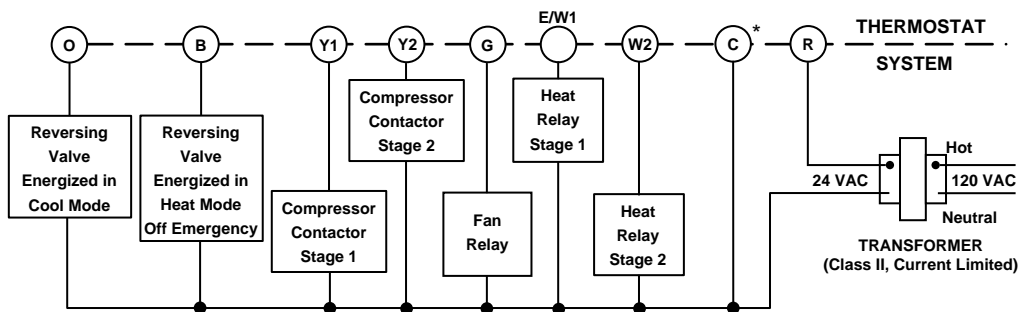 E/W1
O B Y1 Y2 G W2 C * R THERMOSTAT
SYSTEM
Reversing
Valve
Energized in
Cool Mode
Reversing
Valve
Energized in
Heat Mode
Off Emergency
Compressor
Contactor
Stage 1
Compressor
Contactor
Stage 2
Fan
Relay
Heat
Relay
Stage 1
Heat
Relay
Stage 2
Hot
24 VAC 120 VAC
Neutral
TRANSFORMER
(Class II, Current Limited)